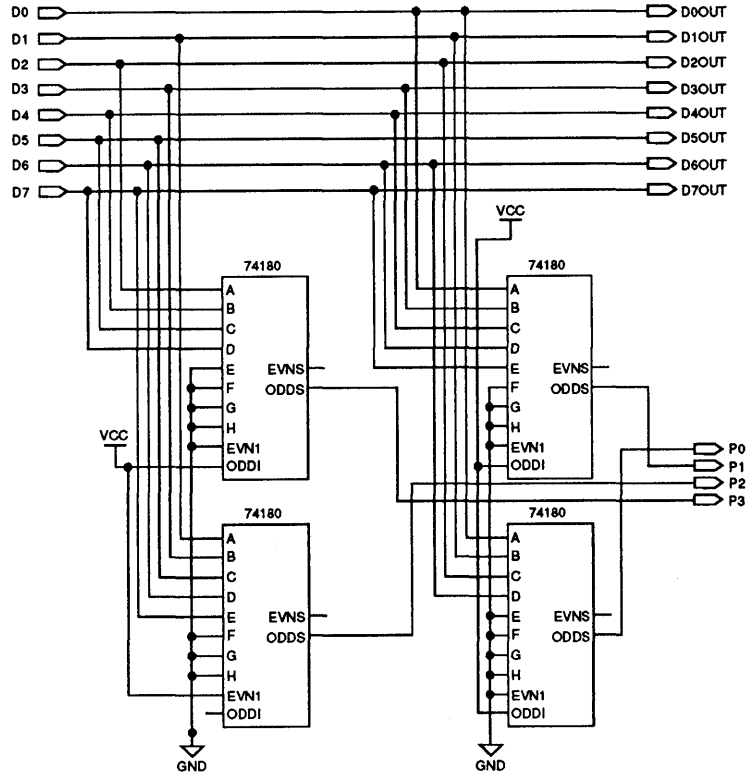 D0 D0OUT
D1 D1OUT
D2 D2OUT
D3 D3OUT
D4 D4OUT
D5 D5OUT
D6 D6OUT
D7 D7OUT
VCC
74180 74180
A A
B B
C C
D D
E EVNS E EVNS
F ODDS F ODDS
G G
H H
EVN1 EVN1
VCC
ODDI ODDI
P0
P1
P2
P3
74180 74180
A A
B B
C C
D D
E EVNS E EVNS
F ODDS F ODDS
G G
H H
EVN1 EVN1
ODDI ODDI
GND GND